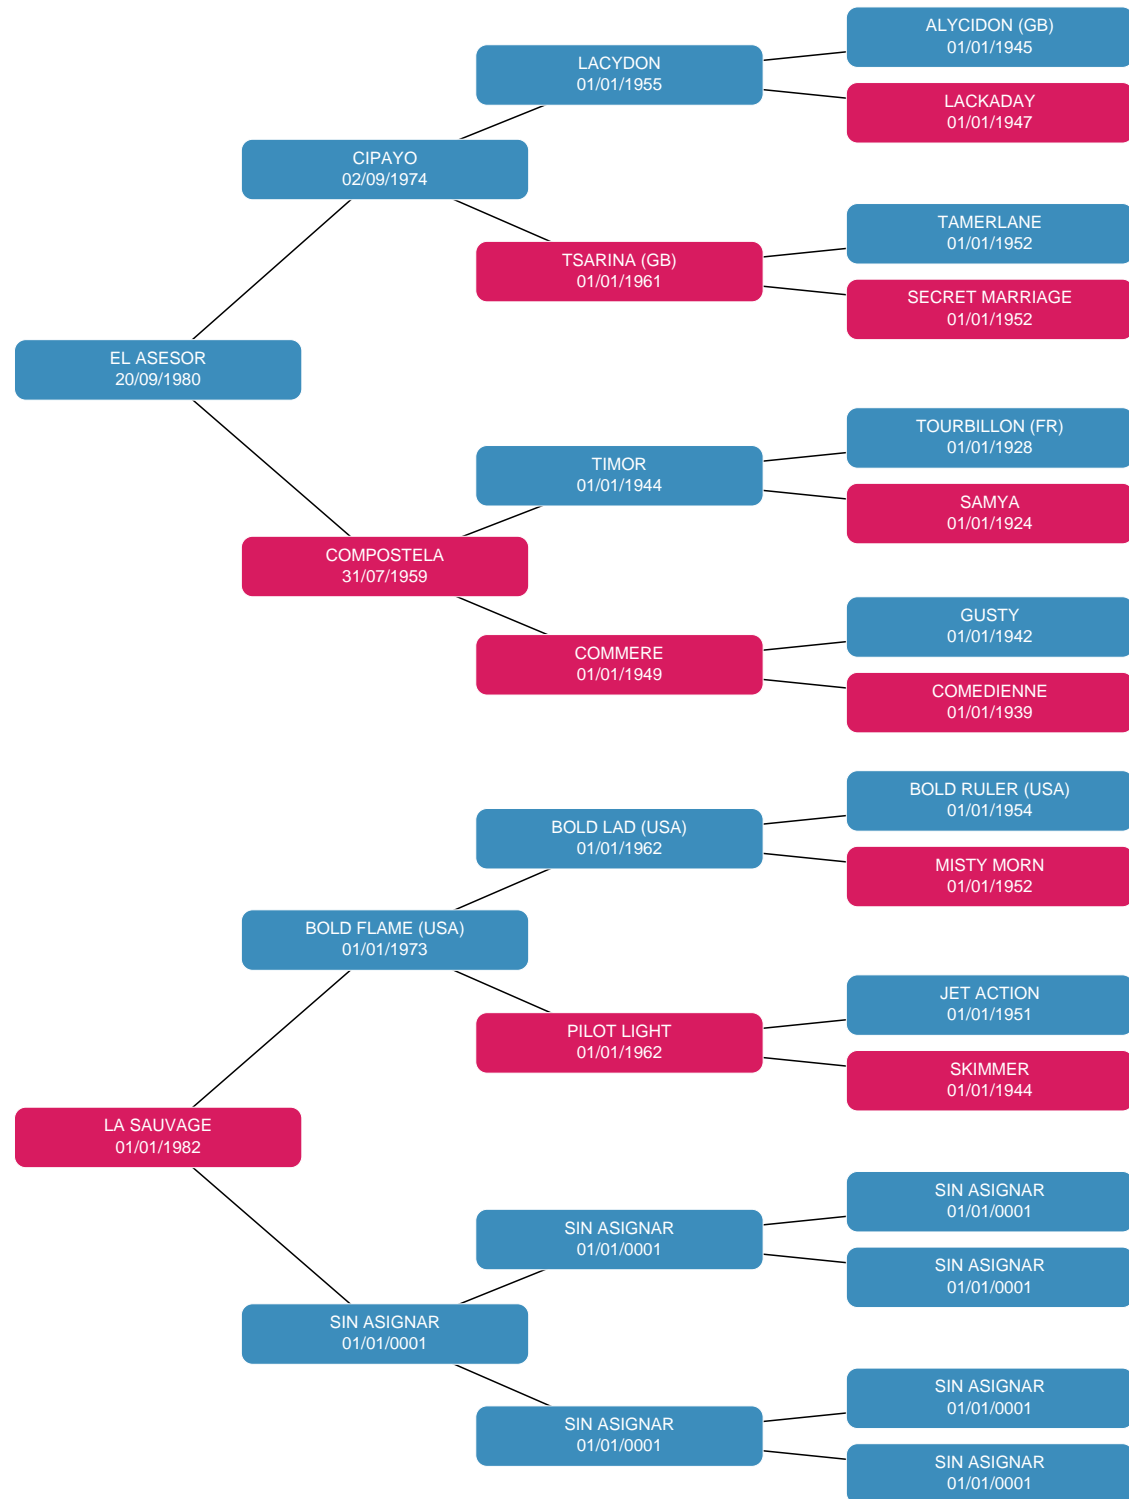 ALYCIDON (GB)
01/01/1945
LACYDON
01/01/1955
LACKADAY
01/01/1947
CIPAYO
02/09/1974
TAMERLANE
01/01/1952
TSARINA (GB)
01/01/1961
SECRET MARRIAGE
01/01/1952
EL ASESOR
20/09/1980
TOURBILLON (FR)
01/01/1928
TIMOR
01/01/1944
SAMYA
01/01/1924
COMPOSTELA
31/07/1959
GUSTY
01/01/1942
COMMERE
01/01/1949
COMEDIENNE
01/01/1939
BOLD RULER (USA)
01/01/1954
BOLD LAD (USA)
01/01/1962
MISTY MORN
01/01/1952
BOLD FLAME (USA)
01/01/1973
JET ACTION
01/01/1951
PILOT LIGHT
01/01/1962
SKIMMER
01/01/1944
LA SAUVAGE
01/01/1982
SIN ASIGNAR
01/01/0001
SIN ASIGNAR
01/01/0001
SIN ASIGNAR
01/01/0001
SIN ASIGNAR
01/01/0001
SIN ASIGNAR
01/01/0001
SIN ASIGNAR
01/01/0001
SIN ASIGNAR
01/01/0001